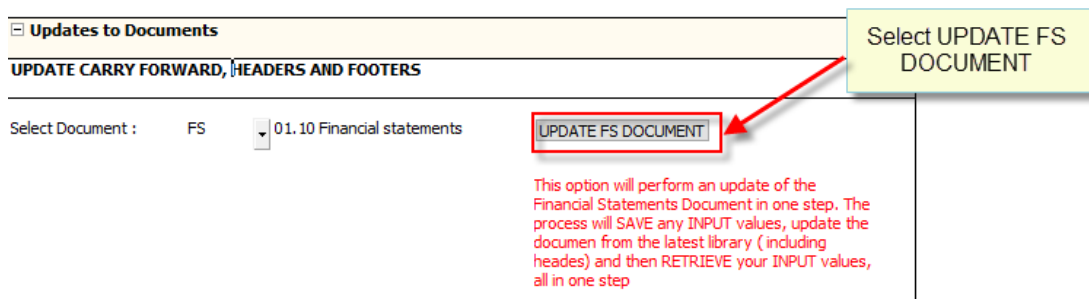 Updates to Documents
Select UPDATE FS
DOCUMENT
UPDATE CARRY FORWARD, HEADERS AND FOOTERS
Select Document : FS 01.10 Financial statements UPDATE FS DOCUMENT
This option will perform an update of the
Financial Statements Document in one step. The
process will SAVE any INPUT values, update the
documen from the latest library ( including
heades) and then RETRIEVE your INPUT values,
all in one step